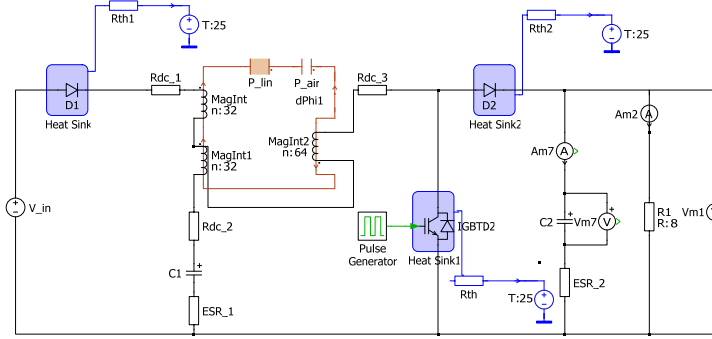 Rth1
T:25
Rth2
T:25
D1
Heat Sink
Rdc_1
P_lin
P_air
dPhi1
Rdc_3
D2
Heat Sink2
MagInt
n:32
MagInt1
n:32
MagInt2
n:64
Am2
A
Am7
A
V_in
Rdc_2
Pulse
Generator
IGBTD2
Heat Sink1
C2
Vm7
V
R1
R:8
Vm1
C1
ESR_1
Rth
T:25
ESR_2